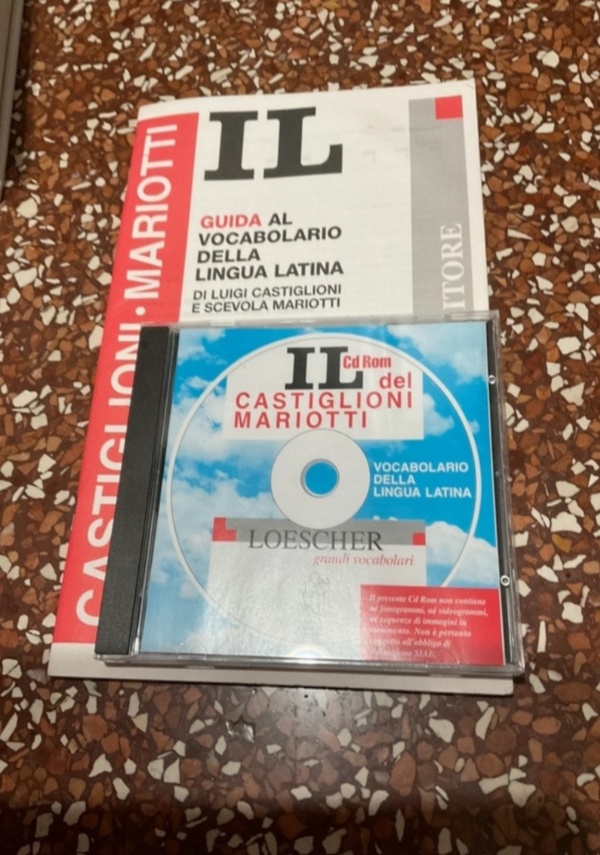 CASTIGLIONI · MARIOTTI
IL
GUIDA AL
VOCABOLARIO
DELLA
LINGUA LATINA
DI LUIGI CASTIGLIONI
E SCEVOLA MARIOTTI
ITORE
IL Cd Rom
del
CASTIGLIONI
MARIOTTI
VOCABOLARIO
DELLA
LINGUA LATINA
LOESCHER
grandi vocabolari
Il presente Cd Rom non contiene
né fonogrammi, né videogrammi,
né sequenze di immagini in
movimento. Non è pertanto
soggetto all'obbligo di
SIAE.